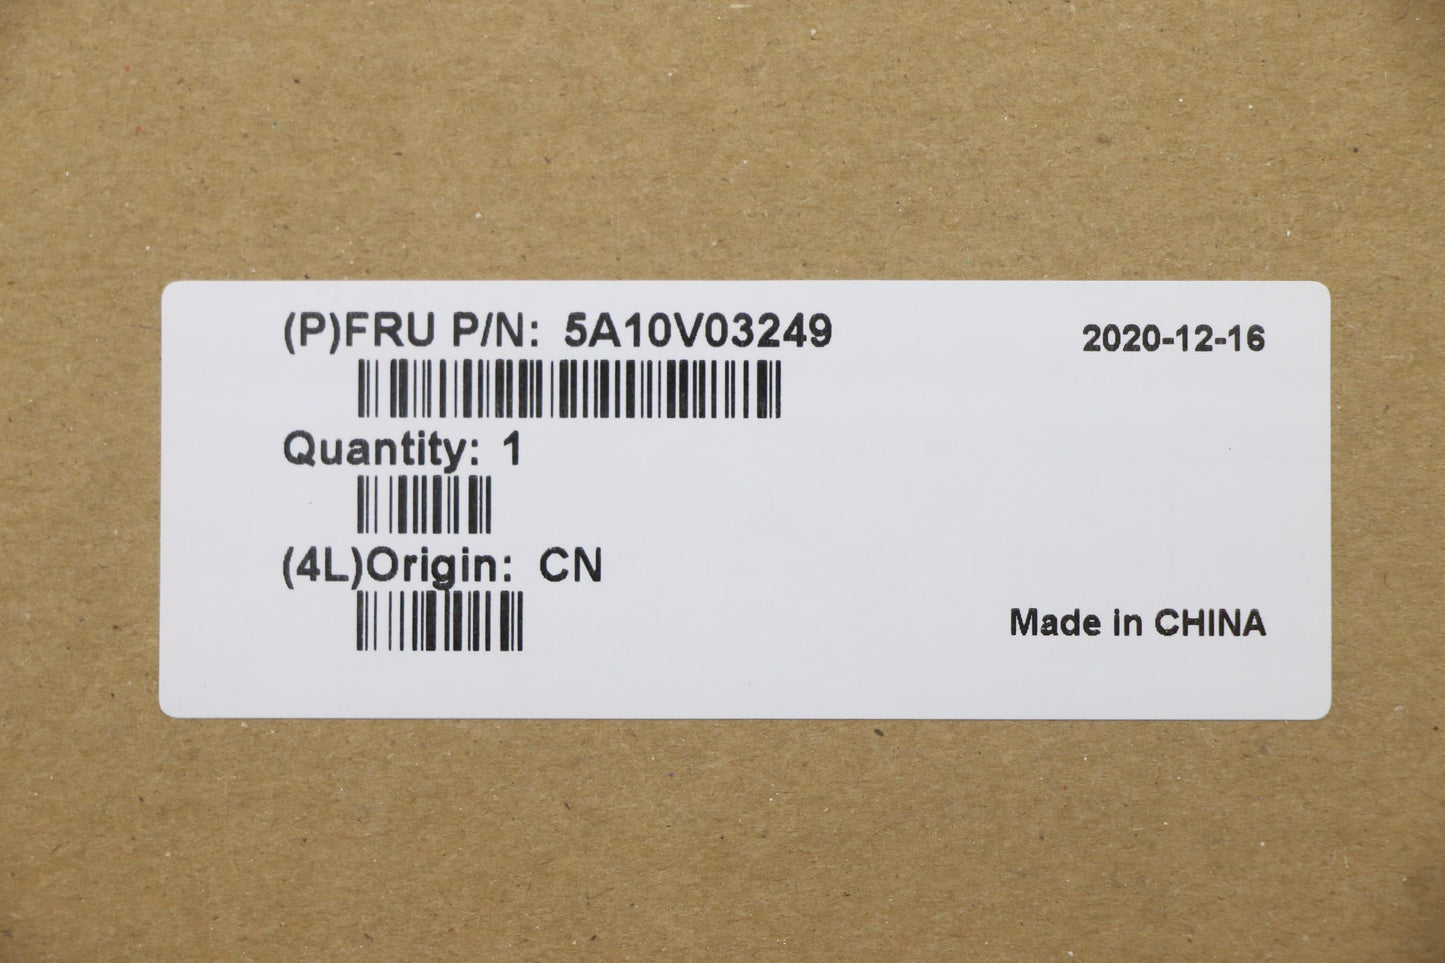 (P)FRU P/N: 5A10V03249
2020-12-16
Quantity: 1
(4L)Origin: CN
Made in CHINA